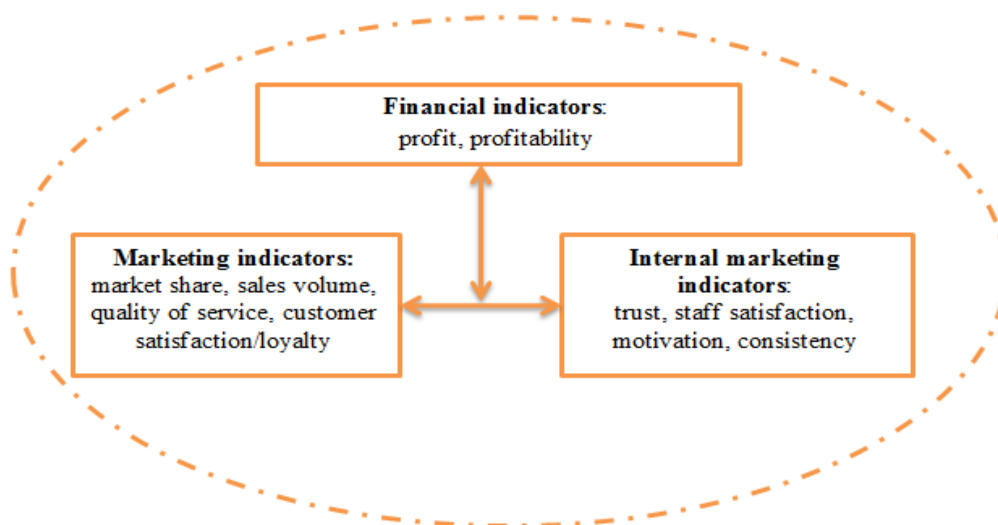 Financial indicators:
profit, profitability
Marketing indicators:
market share, sales volume,
quality of service, customer
satisfaction/loyalty
Internal marketing
indicators:
trust, staff satisfaction,
motivation, consistency